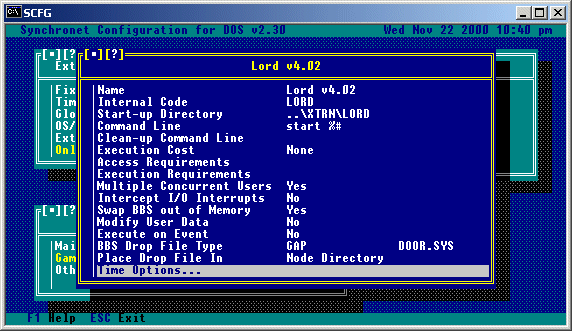 SCFG
Synchronet Configuration for DOS v2.30 Wed Nov 22 2000 10:40 pm
[■][?]
Ext
[■][?]
Lord v4.02
Fix
Tim
Glo
OS/
Ext
Onl
Name Lord v4.02
Internal Code LORD
Start-up Directory ..\XTRN\LORD
Command Line start %#
Clean-up Command Line
Execution Cost None
Access Requirements
Execution Requirements
Multiple Concurrent Users Yes
Intercept I/O Interrupts No
Swap BBS out of Memory Yes
Modify User Data No
Execute on Event No
BBS Drop File Type GAP DOOR.SYS
Place Drop File In Node Directory
Time Options...
[■][?
Mai
Gam
Oth
F1 Help ESC Exit